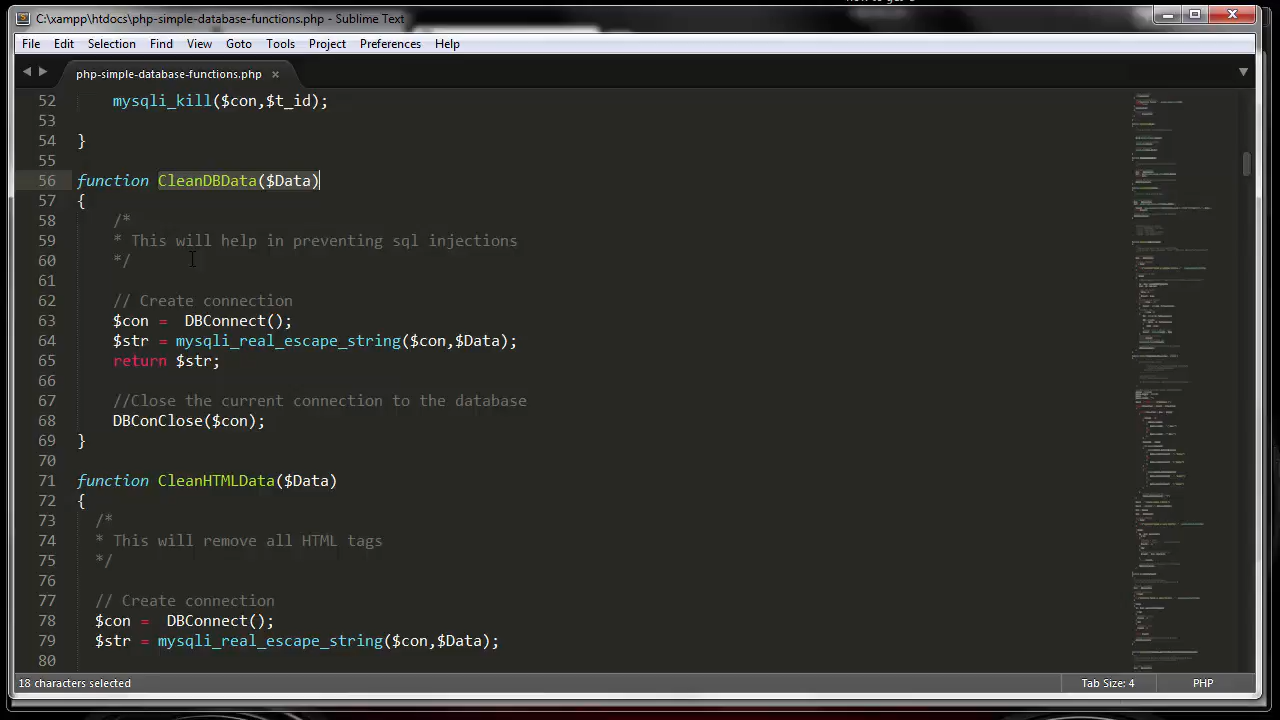 C:\xampp\htdocs\php-simple-database-functions.php - Sublime Text
File Edit Selection Find View Goto Tools Project Preferences Help
php-simple-database-functions.php ×
52 mysqli_kill($con,$t_id);
53
54 }
55
56 function CleanDBData($Data)
57 {
58 /*
59 * This will help in preventing sql injections
60 */
61
62 // Create connection
63 $con =  DBConnect();
64 $str = mysqli_real_escape_string($con,$Data);
65 return $str;
66
67 //Close the current connection to the database
68 DBConClose($con);
69 }
70
71 function CleanHTMLData($Data)
72 {
73 /*
74 * This will remove all HTML tags
75 */
76
77 // Create connection
78 $con =  DBConnect();
79 $str = mysqli_real_escape_string($con,$Data);
80
18 characters selected
Tab Size: 4
PHP